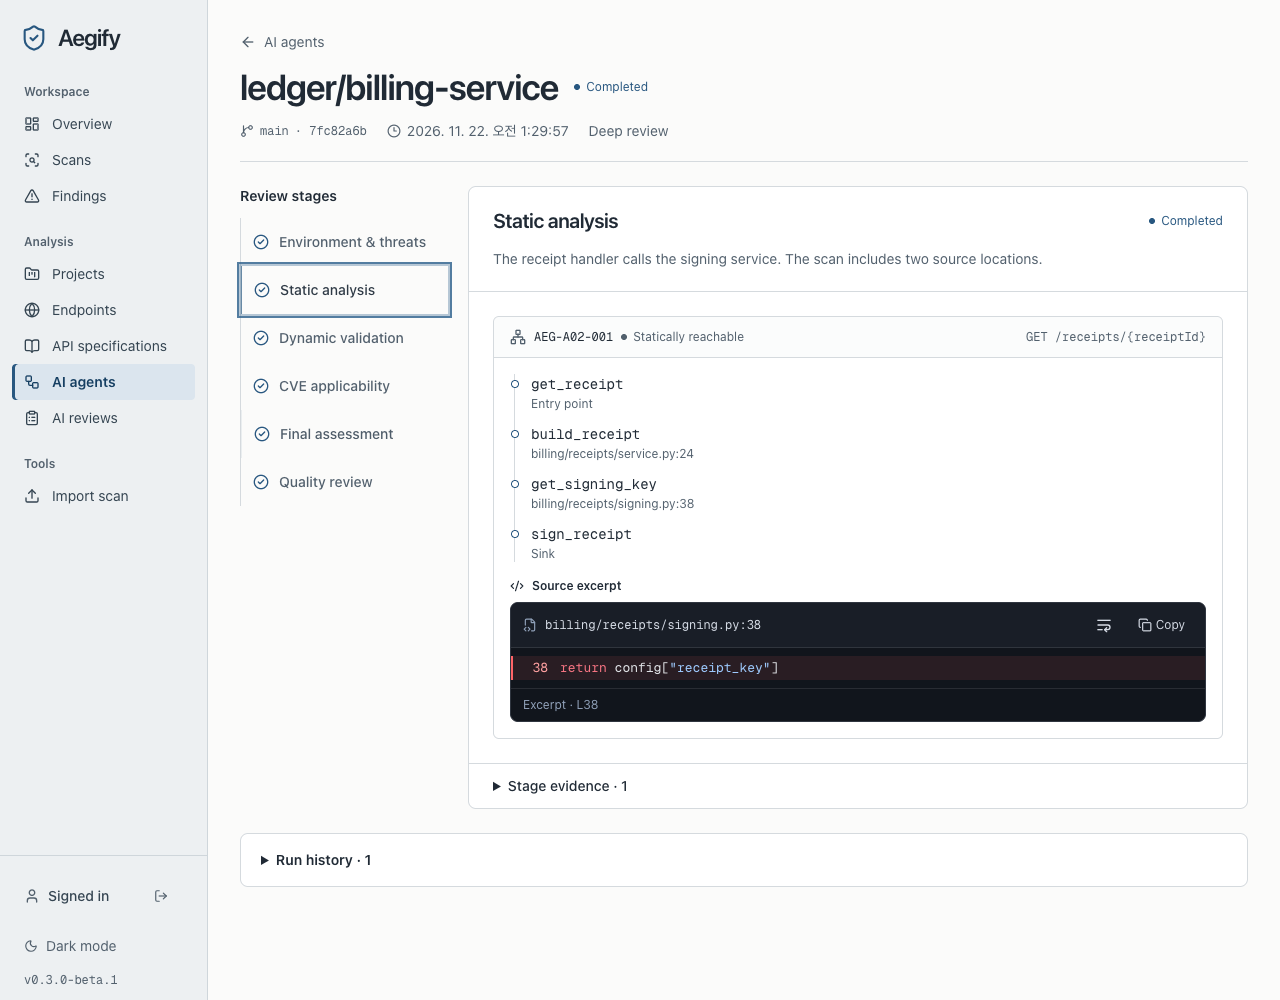 Aegify
Workspace
Overview
Scans
Findings
Analysis
Projects
Endpoints
API specifications
AI agents
AI reviews
Tools
Import scan
Signed in
Dark mode
v0.3.0-beta.1
AI agents
ledger/billing-service
Completed
main · 7fc82a6b
2026. 11. 22. 오전 1:29:57
Deep review
Review stages
Environment & threats
Static analysis
Dynamic validation
CVE applicability
Final assessment
Quality review
Static analysis
Completed
The receipt handler calls the signing service. The scan includes two source locations.
AEG-A02-001 Statically reachable GET /receipts/{receiptId}
get_receipt
Entry point
build_receipt
billing/receipts/service.py:24
get_signing_key
billing/receipts/signing.py:38
sign_receipt
Sink
Source excerpt
billing/receipts/signing.py:38 Copy
38 return config["receipt_key"]
Excerpt · L38
Stage evidence · 1
Run history · 1